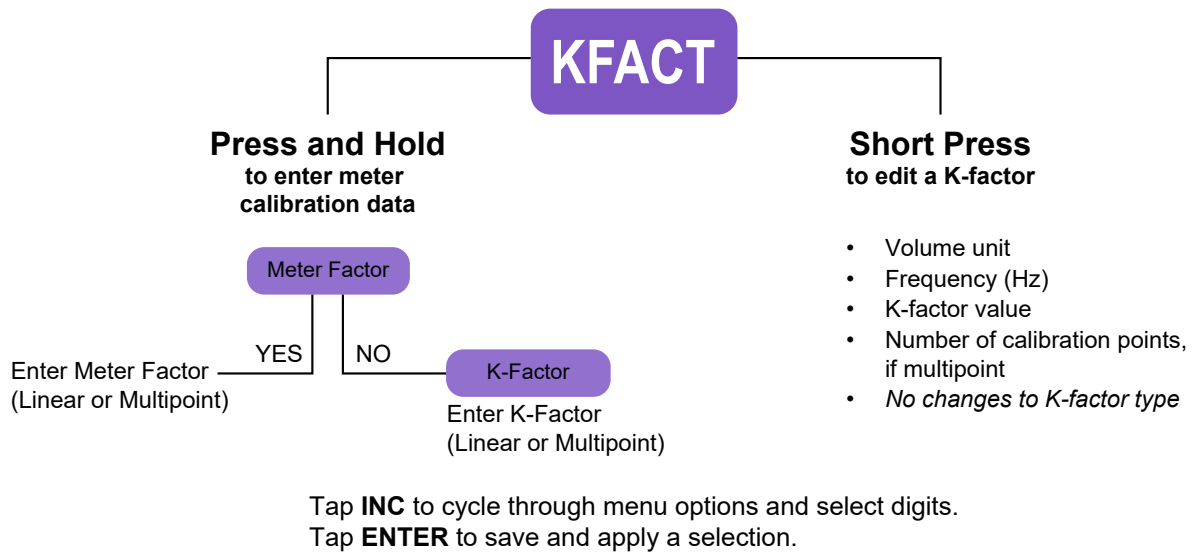 KFACT
Press and Hold
to enter meter
calibration data
Meter Factor
YES
NO
Enter Meter Factor
(Linear or Multipoint)
K-Factor
Enter K-Factor
(Linear or Multipoint)
Short Press
to edit a K-factor
• Volume unit
• Frequency (Hz)
• K-factor value
• Number of calibration points,
if multipoint
• No changes to K-factor type
Tap INC to cycle through menu options and select digits.
Tap ENTER to save and apply a selection.